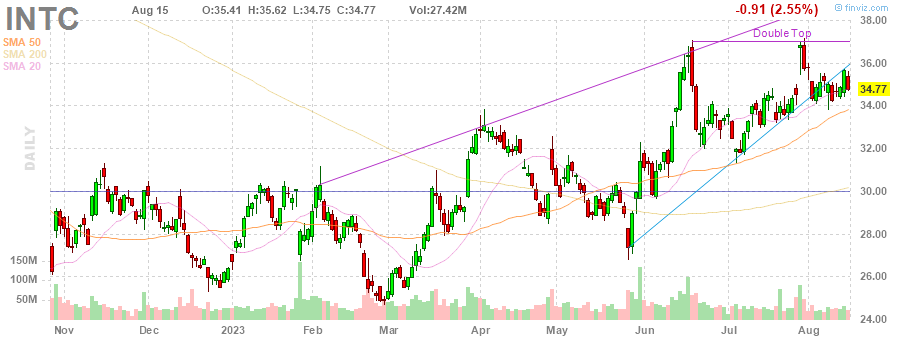 INTC Aug 15 O:35.41 H:35.62 L:34.75 C:34.77 Vol:27.42M -0.91 (2.55%) © finviz.com
SMA 50
SMA 200
SMA 20
DAILY
Double Top
38.00
36.00
34.77
34.00
32.00
30.00
28.00
26.00
24.00
150M
100M
50M
Nov Dec 2023 Feb Mar Apr May Jun Jul Aug